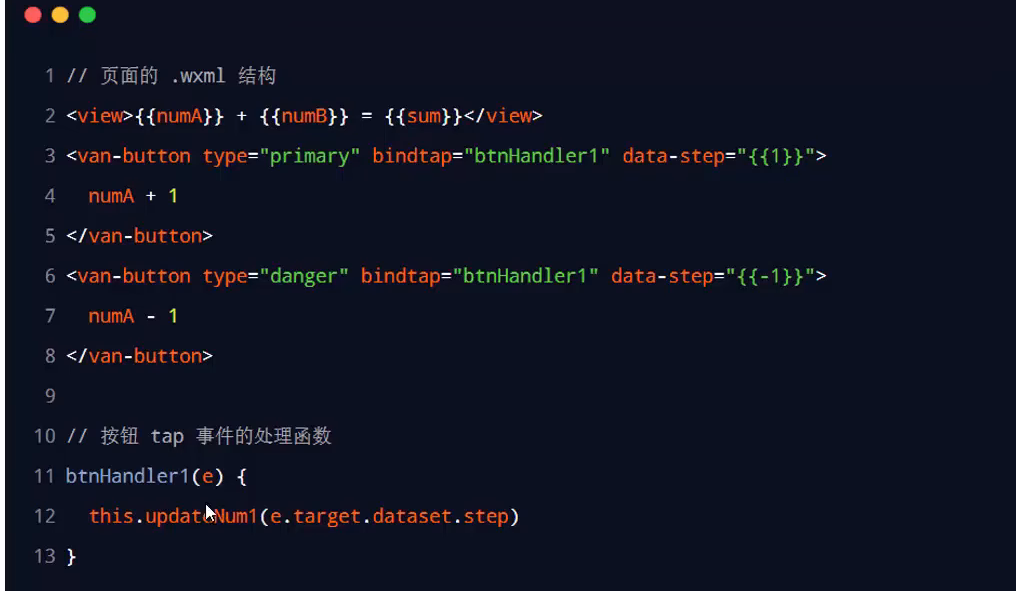 1 // 页面的 .wxml 结构
2 <view>{{numA}} + {{numB}} = {{sum}}</view>
3 <van-button type="primary" bindtap="btnHandler1" data-step="{{1}}">
4 numA + 1
5 </van-button>
6 <van-button type="danger" bindtap="btnHandler1" data-step="{{-1}}">
7 numA - 1
8 </van-button>
9
10 // 按钮 tap 事件的处理函数
11 btnHandler1(e) {
12 this.updateNum1(e.target.dataset.step)
13 }